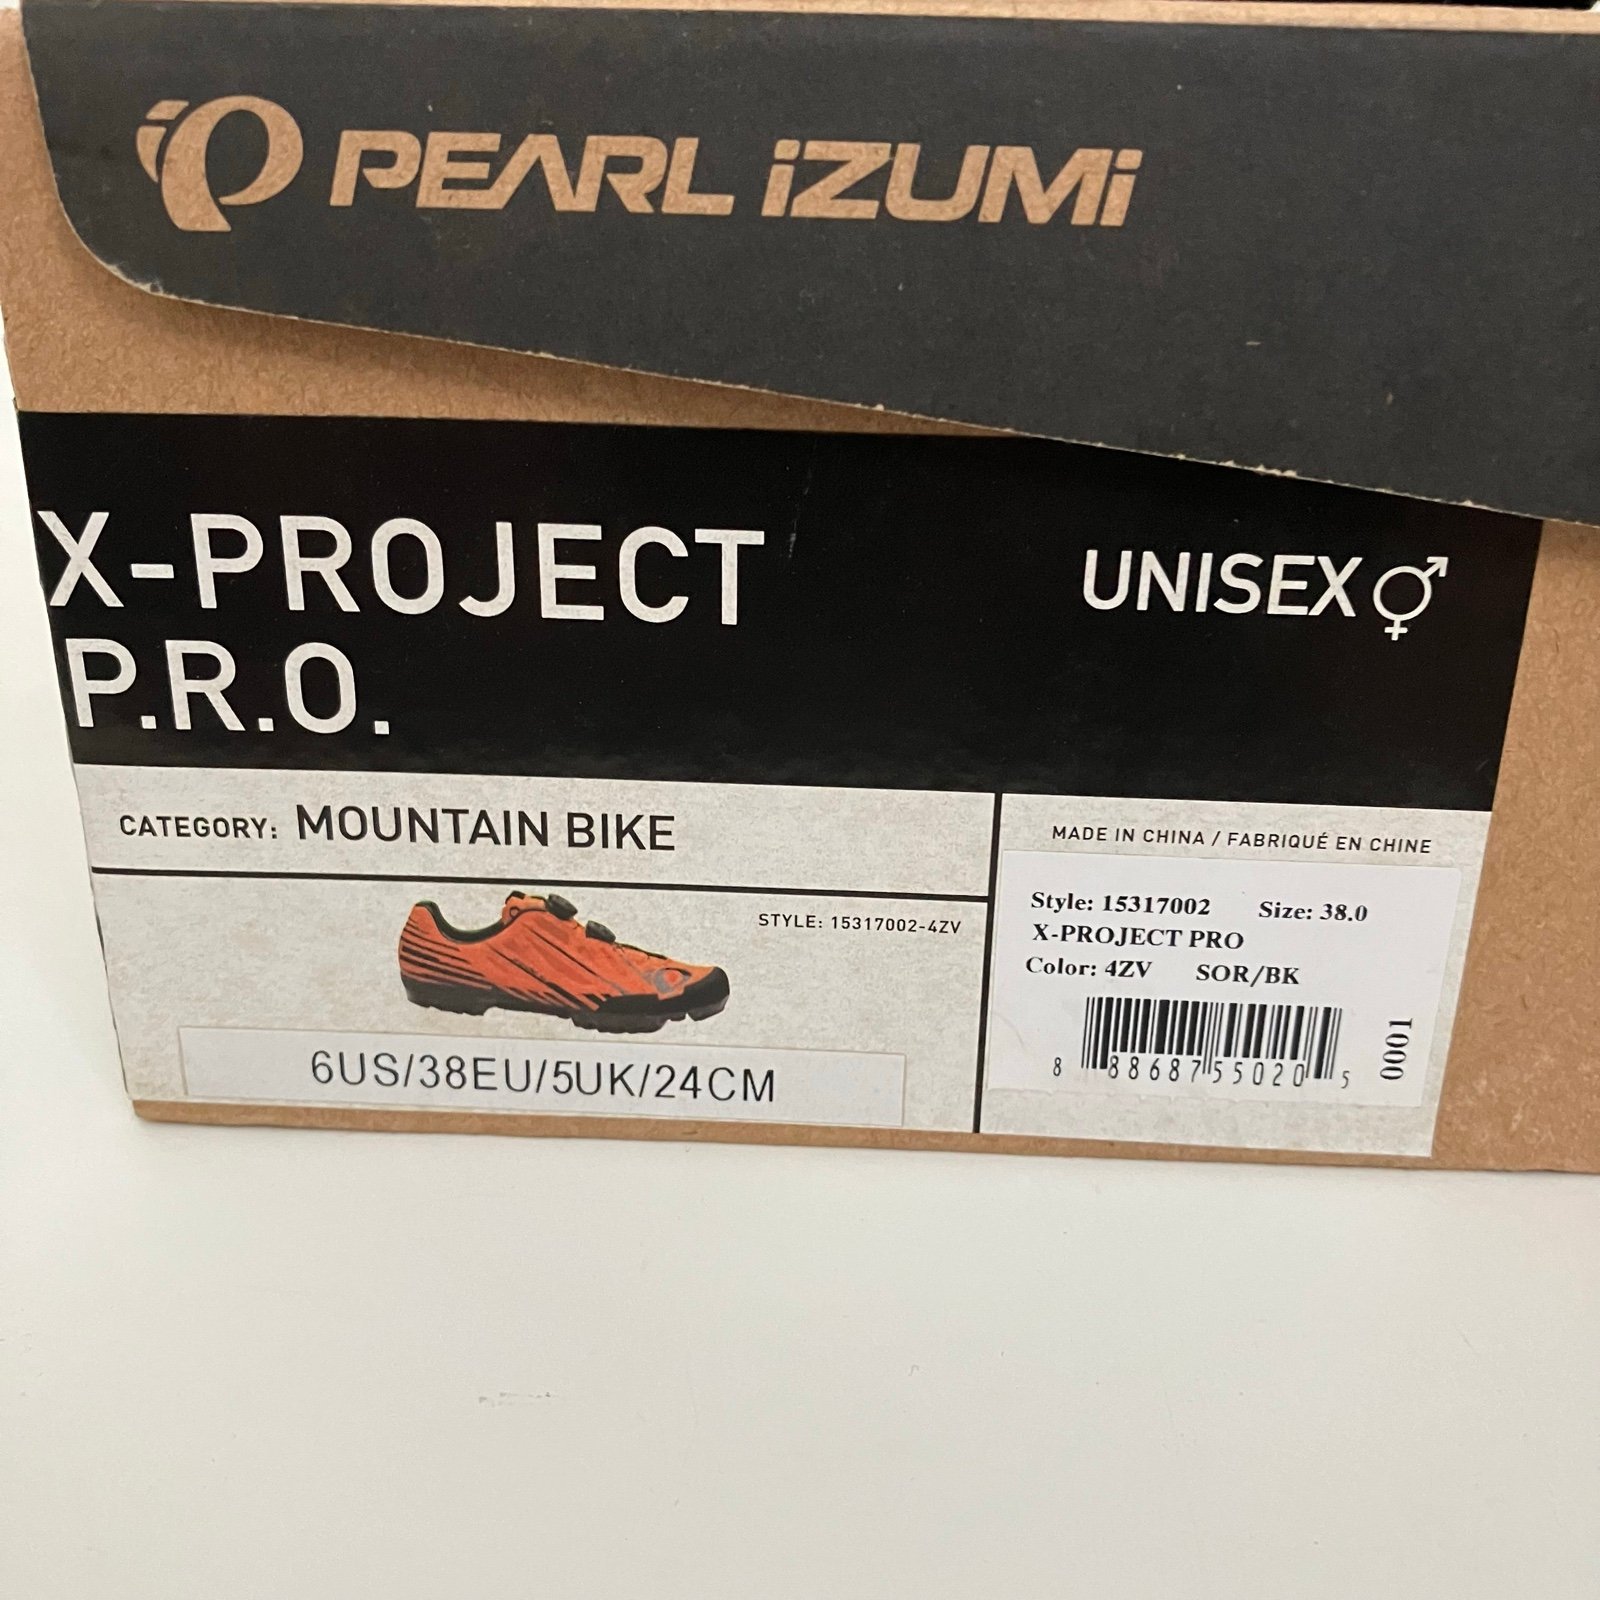 PEARL iZUMi
X-PROJECT
P.R.O.
UNISEX
CATEGORY: MOUNTAIN BIKE
STYLE: 15317002-4ZV
6US/38EU/5UK/24CM
MADE IN CHINA / FABRIQUÉ EN CHINE
Style: 15317002 Size: 38.0
X-PROJECT PRO
Color: 4ZV SOR/BK
8 88687 55020 5
0001